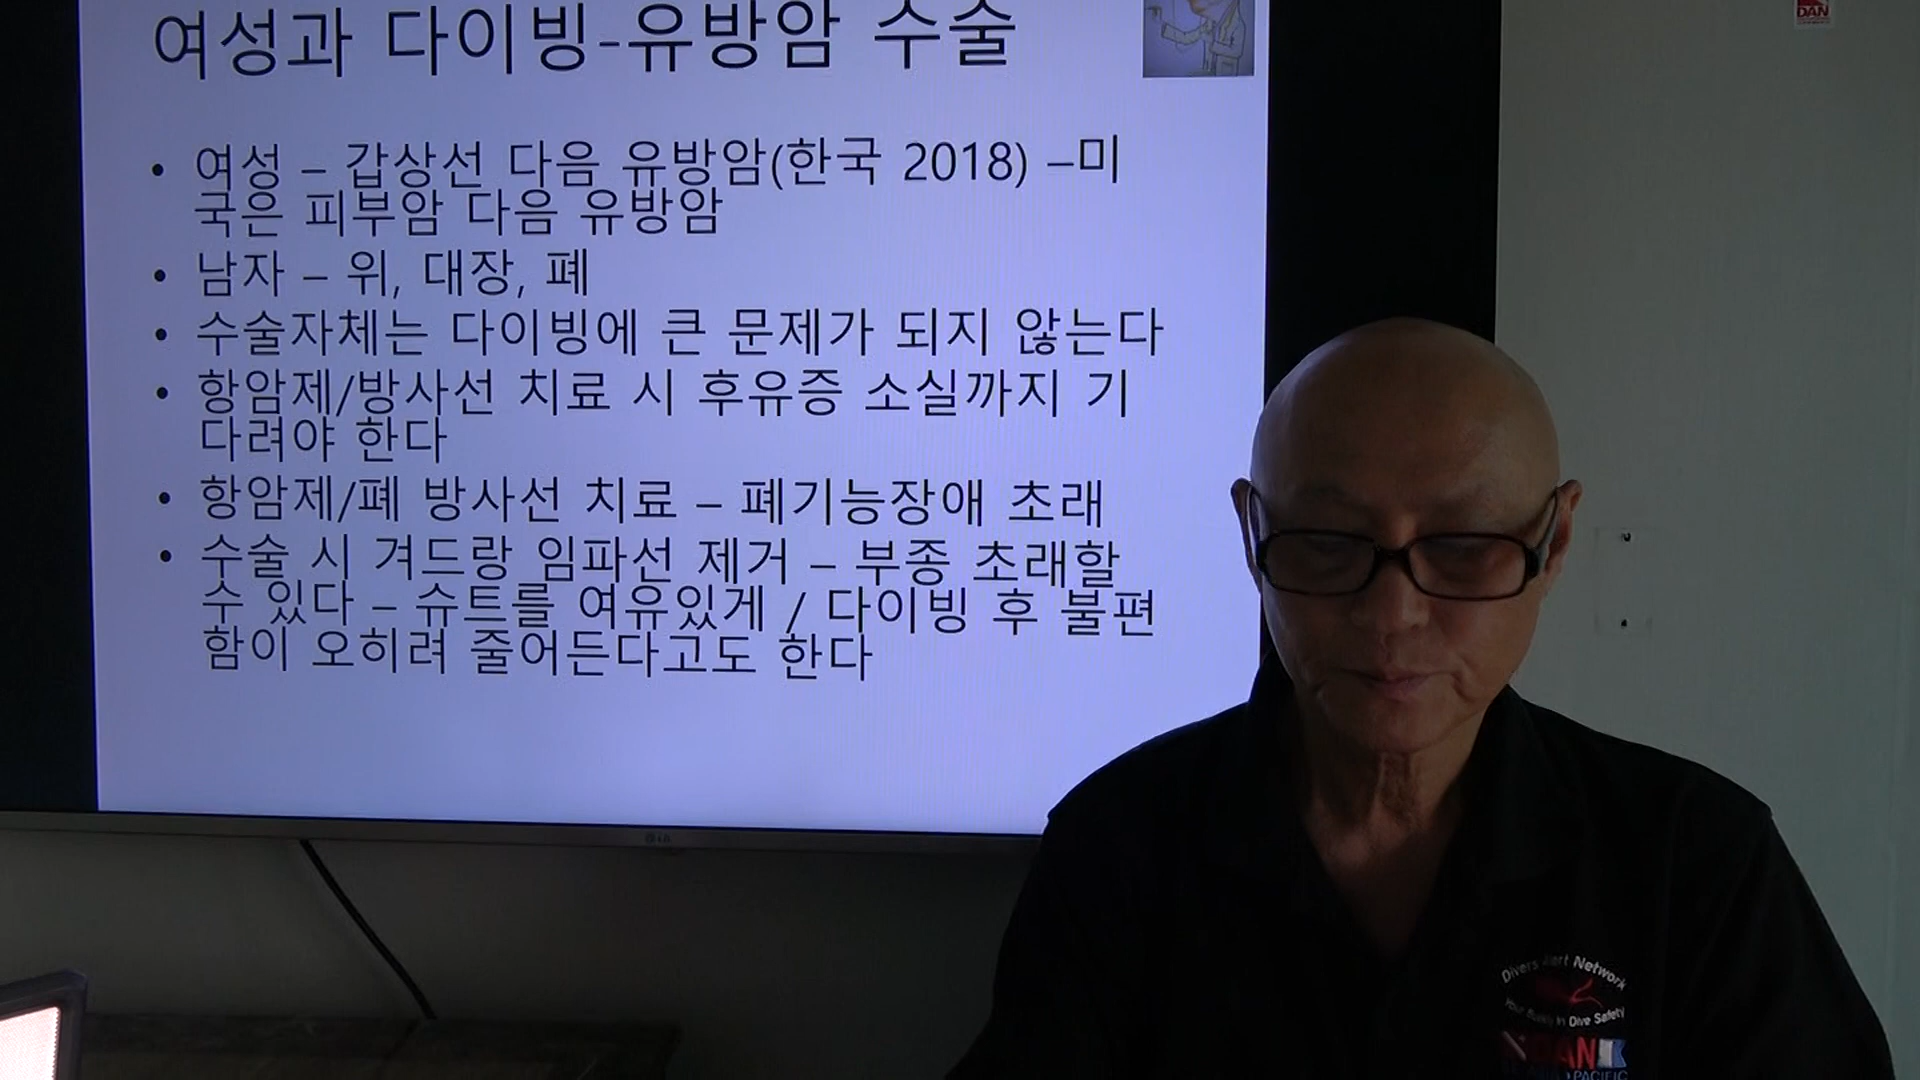 여성과 다이빙-유방암 수술
• 여성 – 갑상선 다음 유방암(한국 2018) –미
국은 피부암 다음 유방암
• 남자 – 위, 대장, 폐
• 수술자체는 다이빙에 큰 문제가 되지 않는다
• 항암제/방사선 치료 시 후유증 소실까지 기
다려야 한다
• 항암제/폐 방사선 치료 – 폐기능장애 초래
• 수술 시 겨드랑 임파선 제거 – 부종 초래할
수 있다 – 슈트를 여유있게 / 다이빙 후 불편
함이 오히려 줄어든다고도 한다
DAN
LG
Divers Alert Network
Your Buddy in Dive Safety
DAN
PACIFIC